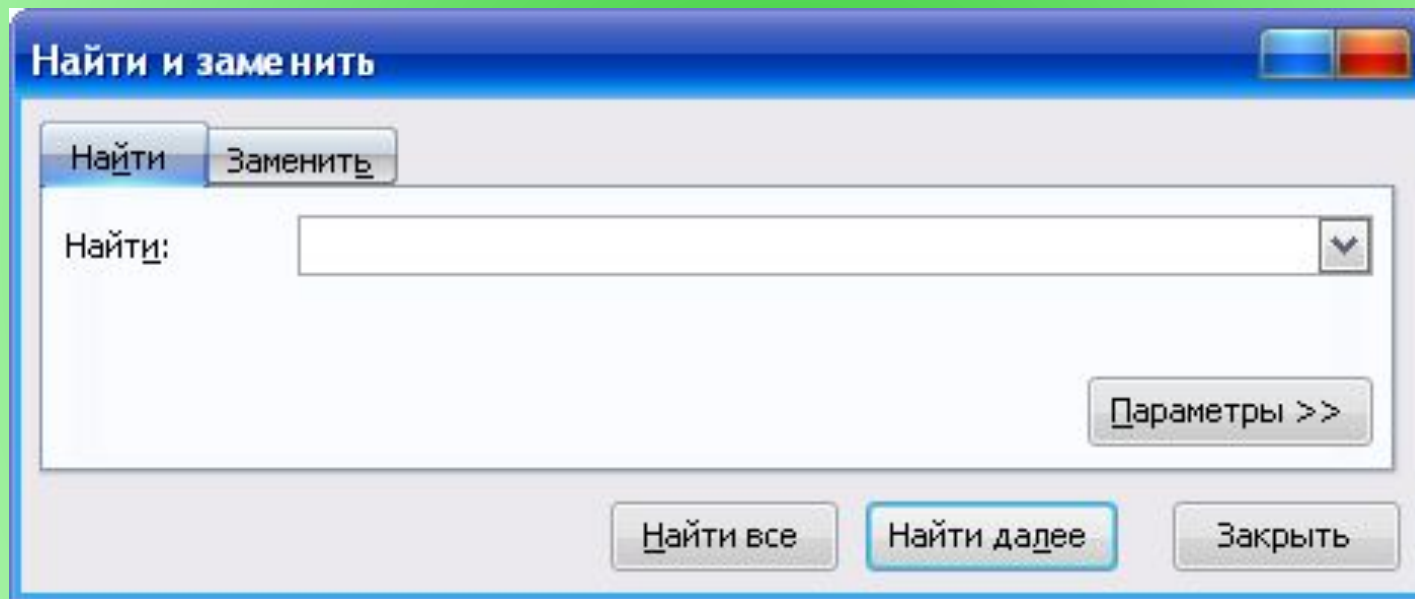 Найти и заменить
Найти Заменить
Найти:
Параметры >>
Найти все Найти далее Закрыть